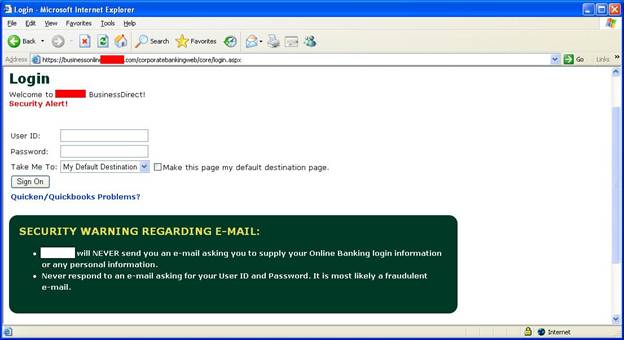 Login - Microsoft Internet Explorer
File Edit View Favorites Tools Help
Back Search Favorites
Address https://businessonlin .com/corporatebankingweb/core/login.aspx Go Links »
Login
Welcome to BusinessDirect!
Security Alert!
User ID:
Password:
Take Me To: My Default Destination Make this page my default destination page.
Sign On
Quicken/Quickbooks Problems?
SECURITY WARNING REGARDING E-MAIL:
• will NEVER send you an e-mail asking you to supply your Online Banking login information
or any personal information.
• Never respond to an e-mail asking for your User ID and Password. It is most likely a fraudulent
e-mail.
Internet